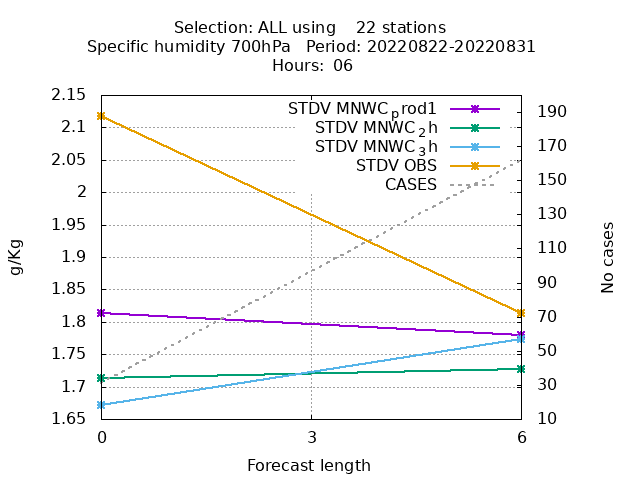 Selection: ALL using    22 stations
Specific humidity 700hPa   Period: 20220822-20220831
Hours:  06
STDV MNWC_prod1
STDV MNWC_2h
STDV MNWC_3h
STDV OBS
CASES
2.15
2.1
2.05
2
1.95
1.9
1.85
1.8
1.75
1.7
1.65
g/Kg
190
170
150
130
110
90
70
50
30
10
No cases
0 3 6
Forecast length